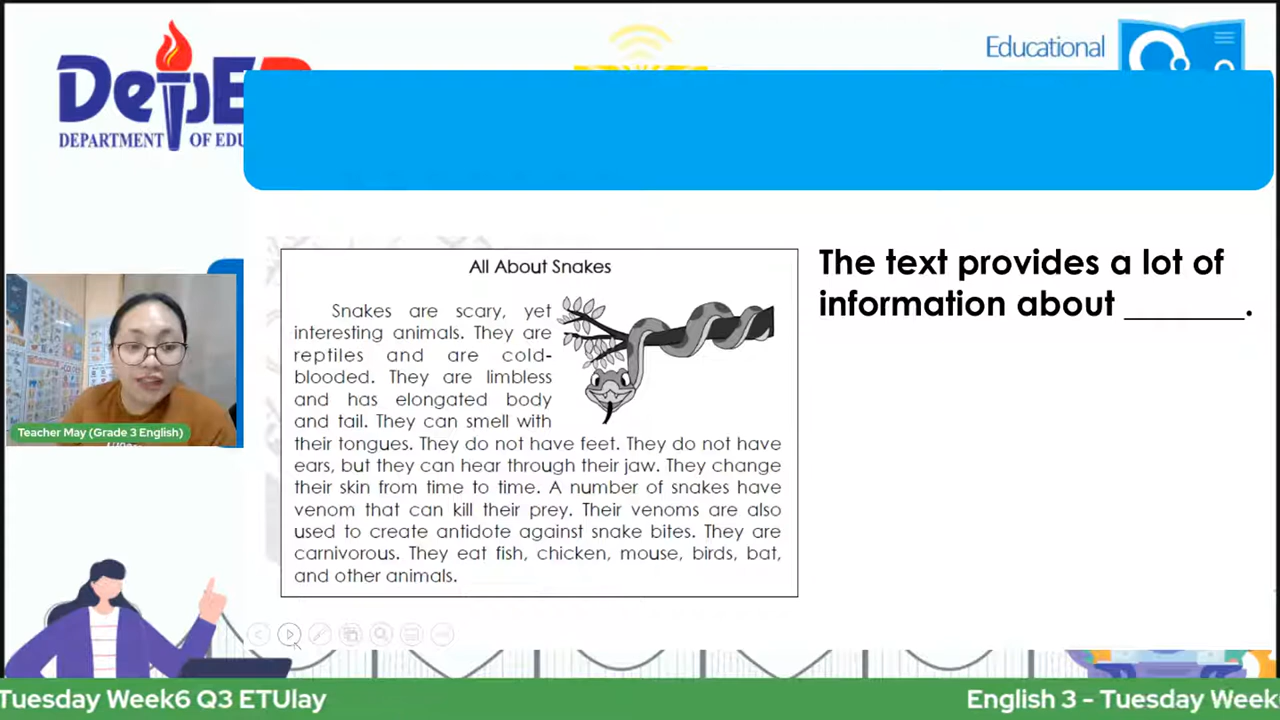 DepED
DEPARTMENT OF EDU
Educational
All About Snakes
Snakes are scary, yet
interesting animals. They are
reptiles and are cold-
blooded. They are limbless
and has elongated body
and tail. They can smell with
their tongues. They do not have feet. They do not have
ears, but they can hear through their jaw. They change
their skin from time to time. A number of snakes have
venom that can kill their prey. Their venoms are also
used to create antidote against snake bites. They are
carnivorous. They eat fish, chicken, mouse, birds, bat,
and other animals.
The text provides a lot of
information about _______.
Teacher May (Grade 3 English)
Tuesday Week6 Q3 ETUlay
English 3 - Tuesday Week